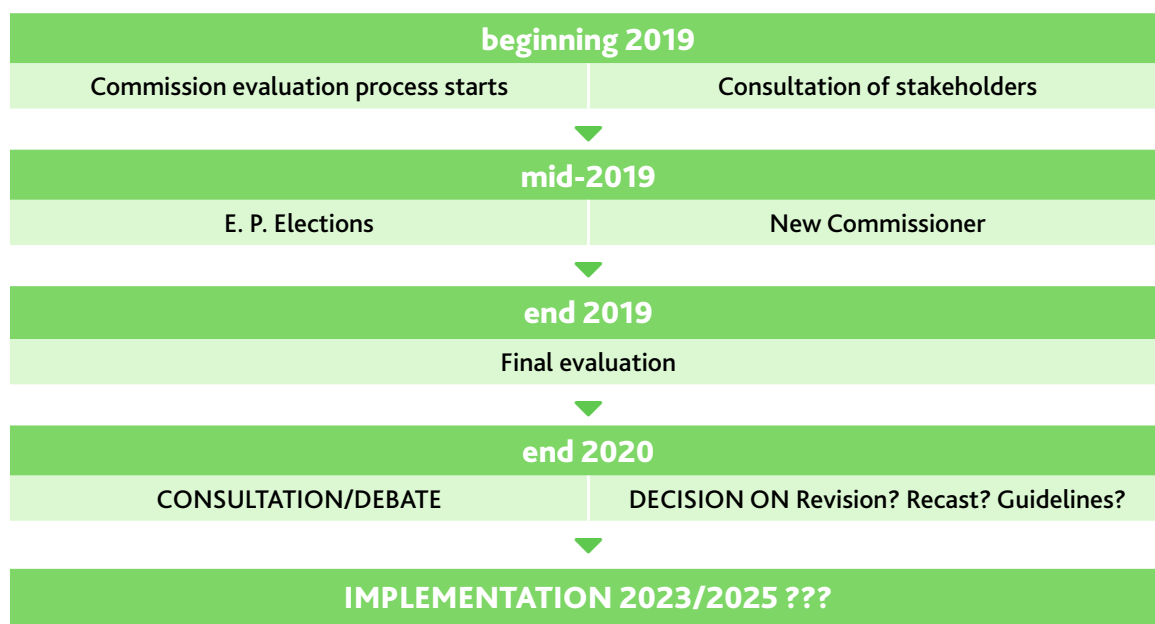 beginning 2019
Commission evaluation process starts
Consultation of stakeholders
mid-2019
E. P. Elections
New Commissioner
end 2019
Final evaluation
end 2020
CONSULTATION/DEBATE
DECISION ON Revision? Recast? Guidelines?
IMPLEMENTATION 2023/2025 ???